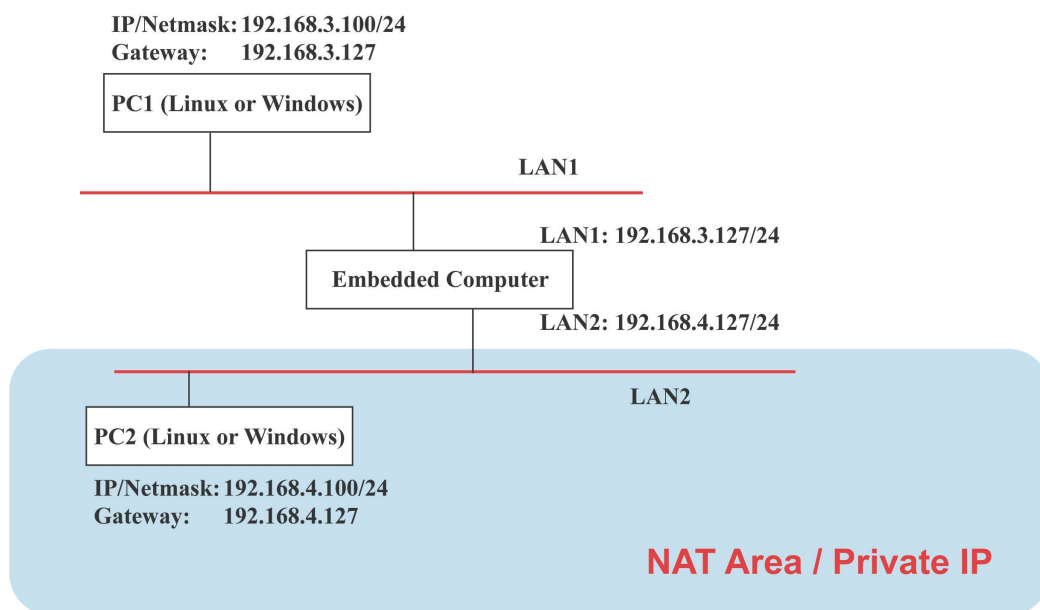 IP/Netmask: 192.168.3.100/24
Gateway: 192.168.3.127
PC1 (Linux or Windows)
LAN1
LAN1: 192.168.3.127/24
Embedded Computer
LAN2: 192.168.4.127/24
LAN2
PC2 (Linux or Windows)
IP/Netmask: 192.168.4.100/24
Gateway: 192.168.4.127
NAT Area / Private IP